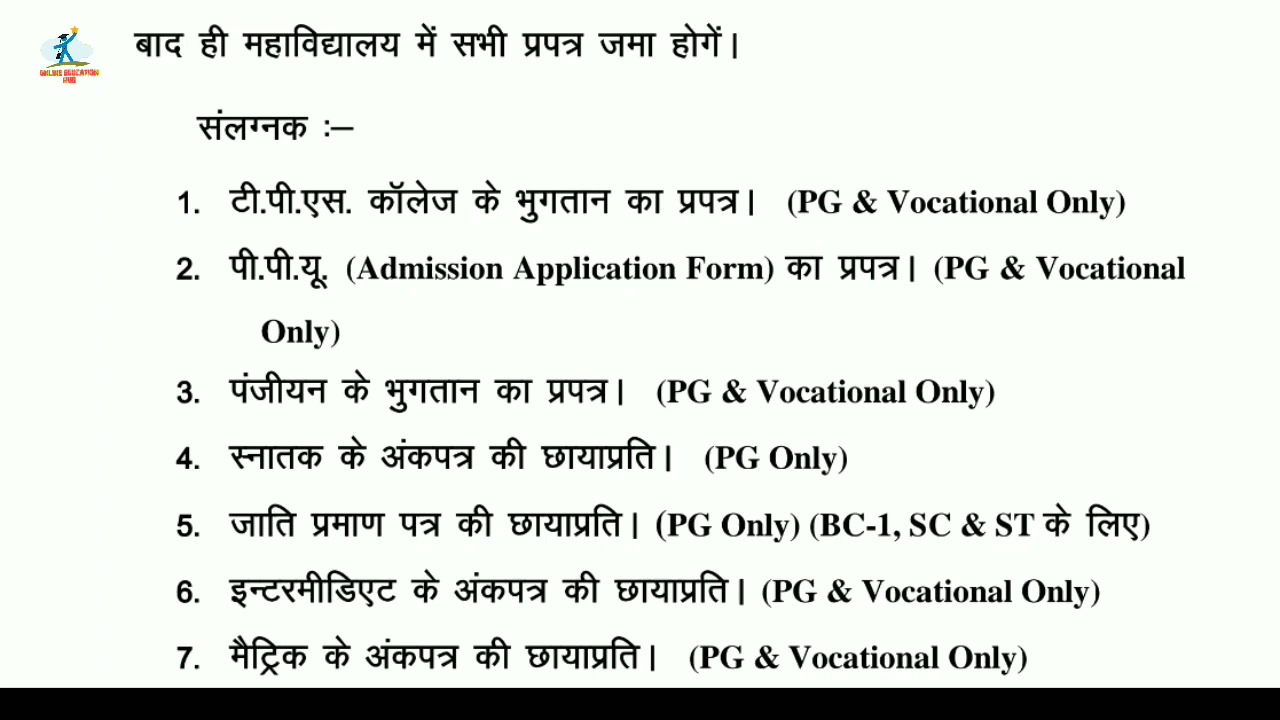 ONLINE EDUCATION
HUB
बाद ही महाविद्यालय में सभी प्रपत्र जमा होगें।
संलग्नक :–
1. टी.पी.एस. कॉलेज के भुगतान का प्रपत्र। (PG & Vocational Only)
2. पी.पी.यू. (Admission Application Form) का प्रपत्र। (PG & Vocational
Only)
3. पंजीयन के भुगतान का प्रपत्र। (PG & Vocational Only)
4. स्नातक के अंकपत्र की छायाप्रति। (PG Only)
5. जाति प्रमाण पत्र की छायाप्रति। (PG Only) (BC-1, SC & ST के लिए)
6. इन्टरमीडिएट के अंकपत्र की छायाप्रति। (PG & Vocational Only)
7. मैट्रिक के अंकपत्र की छायाप्रति। (PG & Vocational Only)